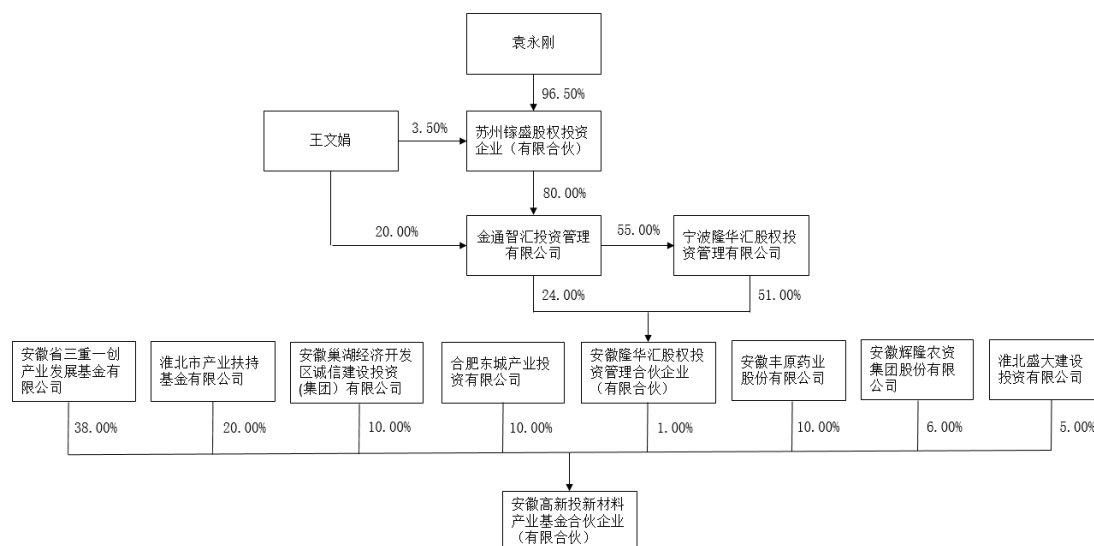 袁永刚
96.50%
王文娟
3.50%
苏州镓盛股权投资
企业（有限合伙）
80.00%
20.00%
金通智汇投资管理
有限公司
55.00%
宁波隆华汇股权投
资管理有限公司
24.00%
51.00%
安徽省三重一创
产业发展基金有
限公司
淮北市产业扶持
基金有限公司
安徽巢湖经济开发
区诚信建设投资
(集团）有限公司
合肥东城产业投
资有限公司
安徽隆华汇股权投
资管理合伙企业
（有限合伙）
安徽丰原药业
股份有限公司
安徽辉隆农资
集团股份有限
公司
淮北盛大建设
投资有限公司
38.00%
20.00%
10.00%
10.00%
1.00%
10.00%
6.00%
5.00%
安徽高新投新材料
产业基金合伙企业
（有限合伙）